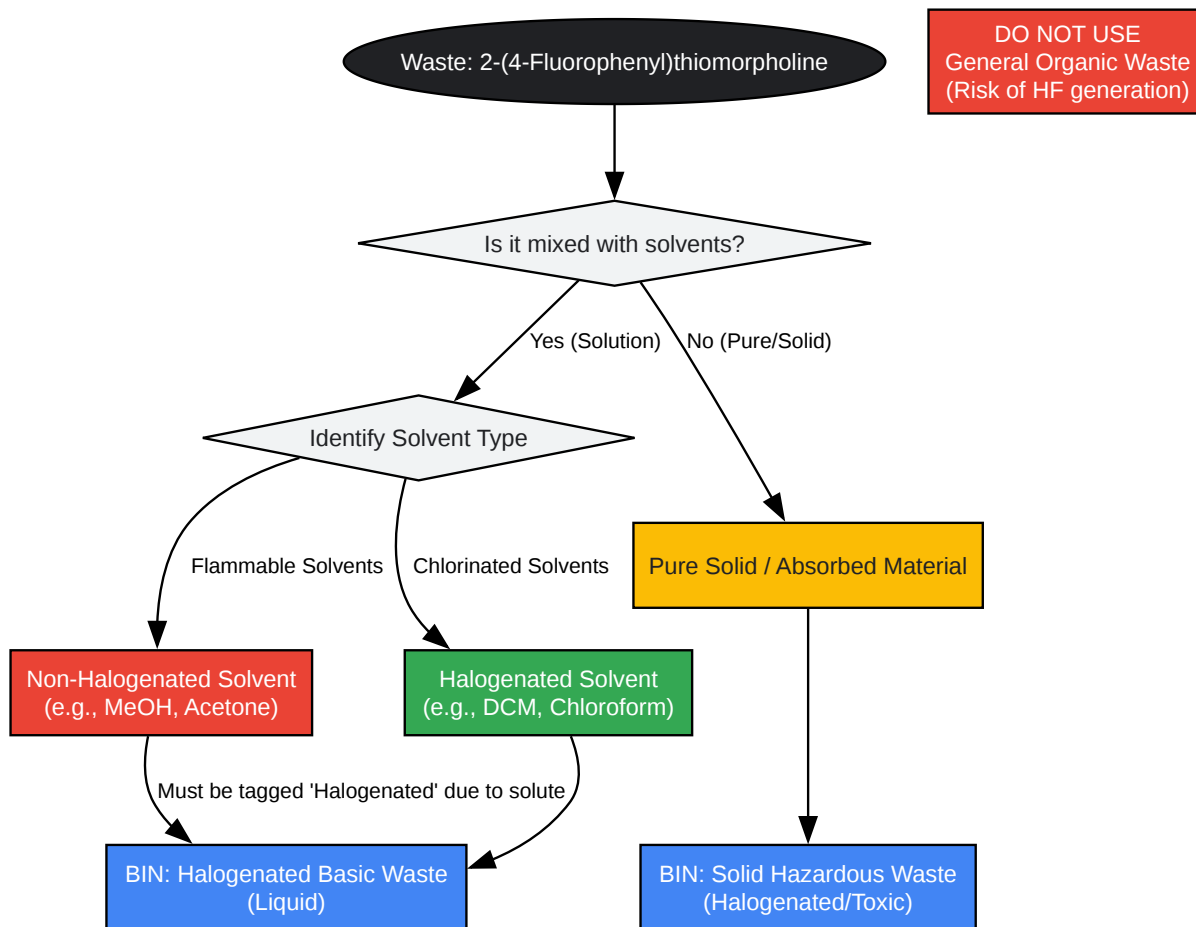 Waste: 2-(4-Fluorophenyl)thiomorpholine
DO NOT USE
General Organic Waste
(Risk of HF generation)
Is it mixed with solvents?
Yes (Solution)
No (Pure/Solid)
Identify Solvent Type
Flammable Solvents
Chlorinated Solvents
Pure Solid / Absorbed Material
Non-Halogenated Solvent
(e.g., MeOH, Acetone)
Halogenated Solvent
(e.g., DCM, Chloroform)
Must be tagged 'Halogenated' due to solute
BIN: Halogenated Basic Waste
(Liquid)
BIN: Solid Hazardous Waste
(Halogenated/Toxic)